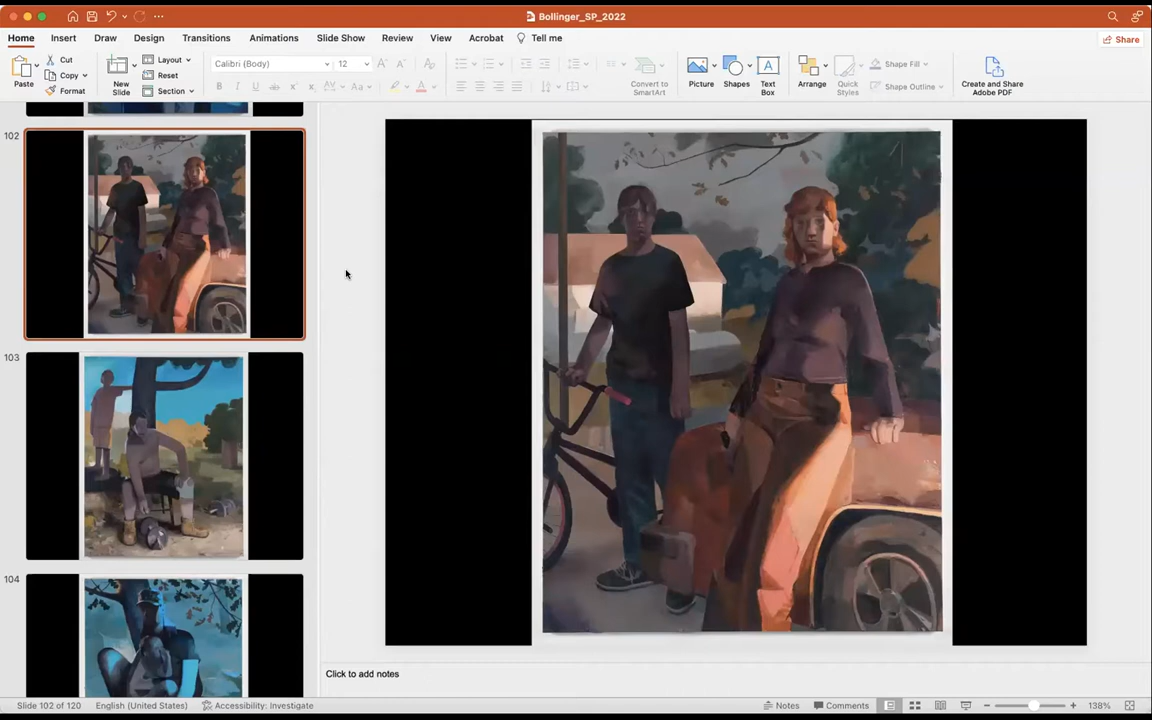 Bollinger_SP_2022
Home Insert Draw Design Transitions Animations Slide Show Review View Acrobat Tell me Share
Paste Cut Copy Format New Slide Layout Reset Section Calibri (Body) 12 Convert to SmartArt Picture Shapes Text Box Arrange Quick Styles Shape Fill Shape Outline Create and Share Adobe PDF
102
103
104
Click to add notes
Slide 102 of 120 English (United States) Accessibility: Investigate Notes Comments 138%